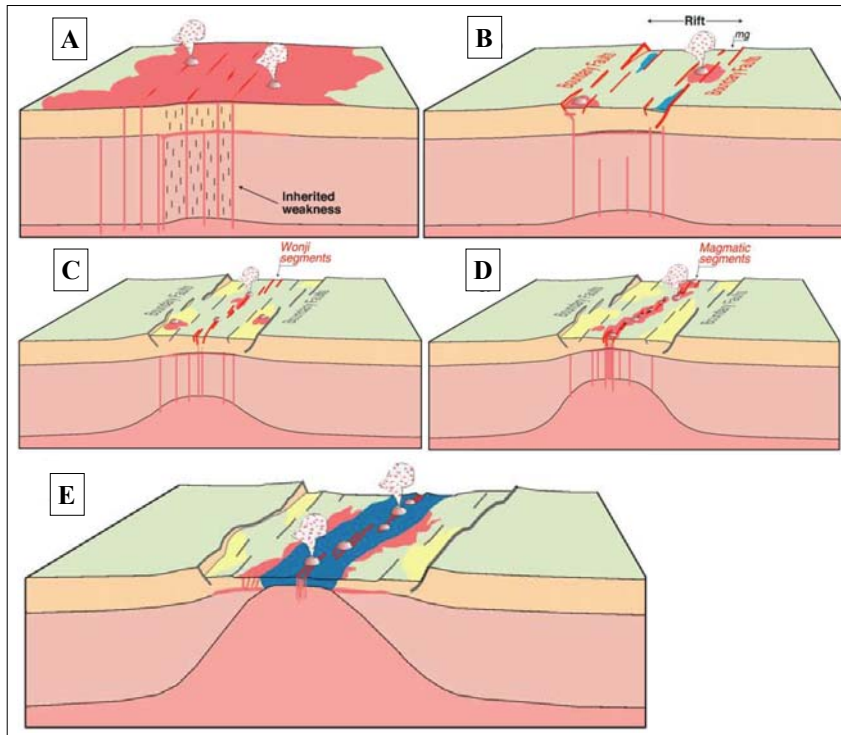 A
Inherited
weakness
B
Rift
mg
Boundary Faults
Boundary Faults
C
Wonji
segments
Boundary Faults
Boundary Faults
D
Magmatic
segments
Boundary Faults
Boundary Faults
E